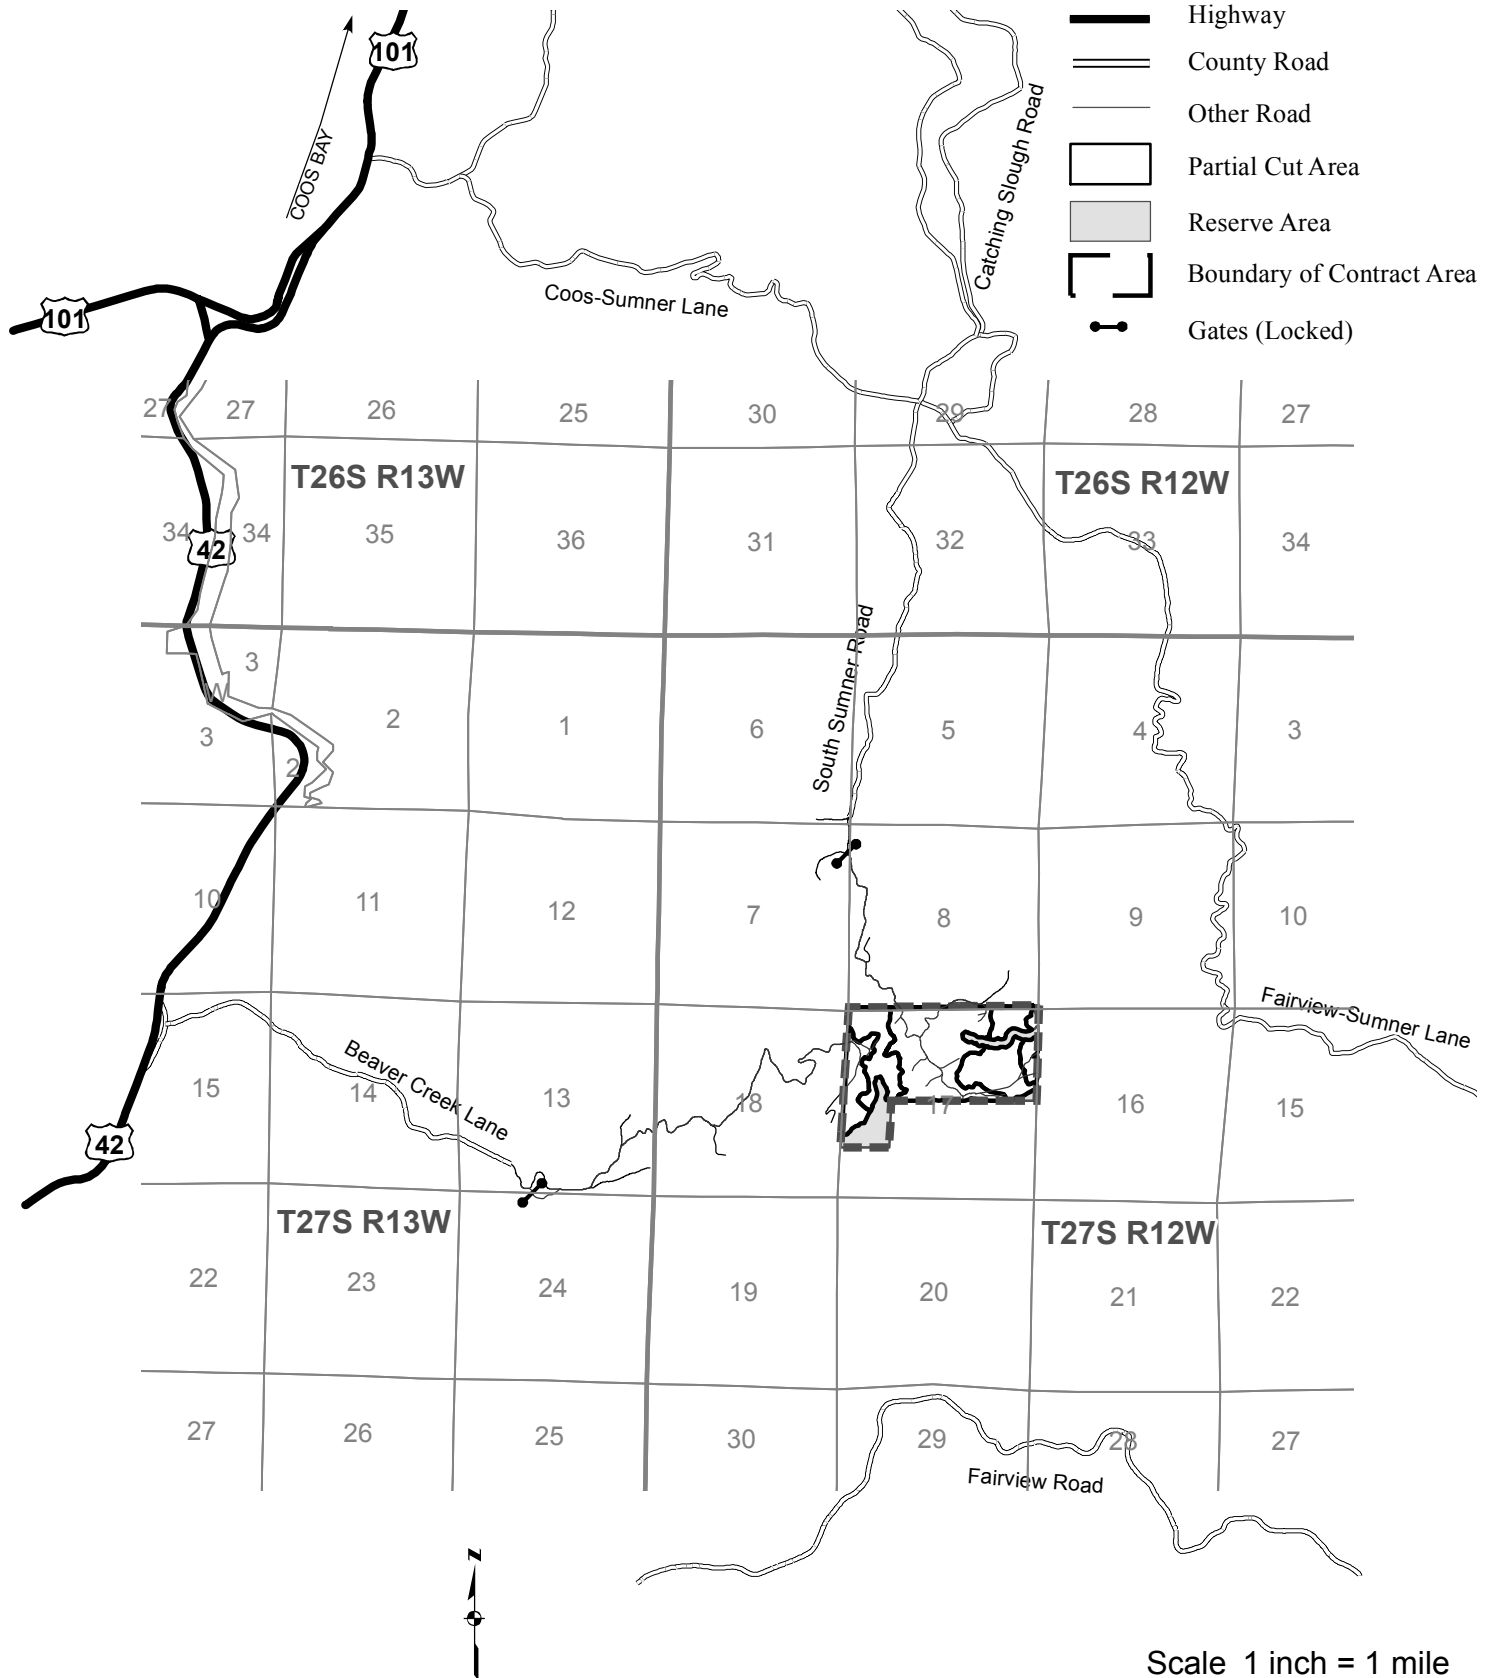 Highway
101
County Road
Other Road
COOS BAY
Catching Slough Road
Partial Cut Area
Reserve Area
Boundary of Contract Area
Coos-Sumner Lane
101
Gates (Locked)
27 27 26 25 30 29 28 27
T26S R13W T26S R12W
34 42 34 35 36 31 32 33 34
South Sumner Road
3
W
3 2 1 6 5 4 3
2
10 11 12 7 8 9 10
Fairview-Sumner Lane
Beaver Creek Lane
15 14 13 18 17 16 15
42
T27S R13W T27S R12W
22 23 24 19 20 21 22
27 26 25 30 29 28 27
Fairview Road
Z
Scale 1 inch = 1 mile